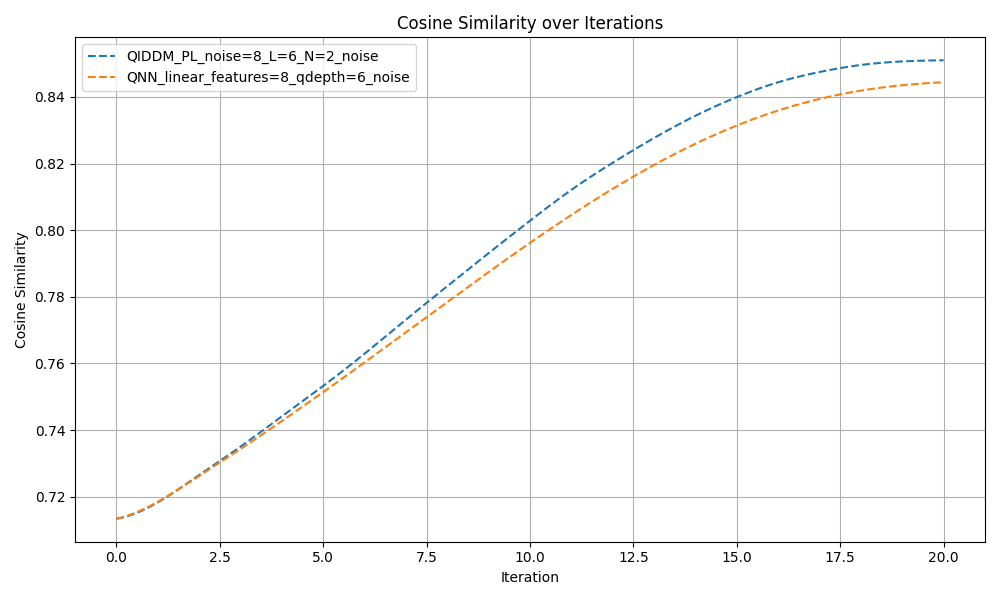 Cosine Similarity over Iterations
QIDDM_PL_noise=8_L=6_N=2_noise
QNN_linear_features=8_qdepth=6_noise
Cosine Similarity
0.84
0.82
0.80
0.78
0.76
0.74
0.72
0.0 2.5 5.0 7.5 10.0 12.5 15.0 17.5 20.0
Iteration